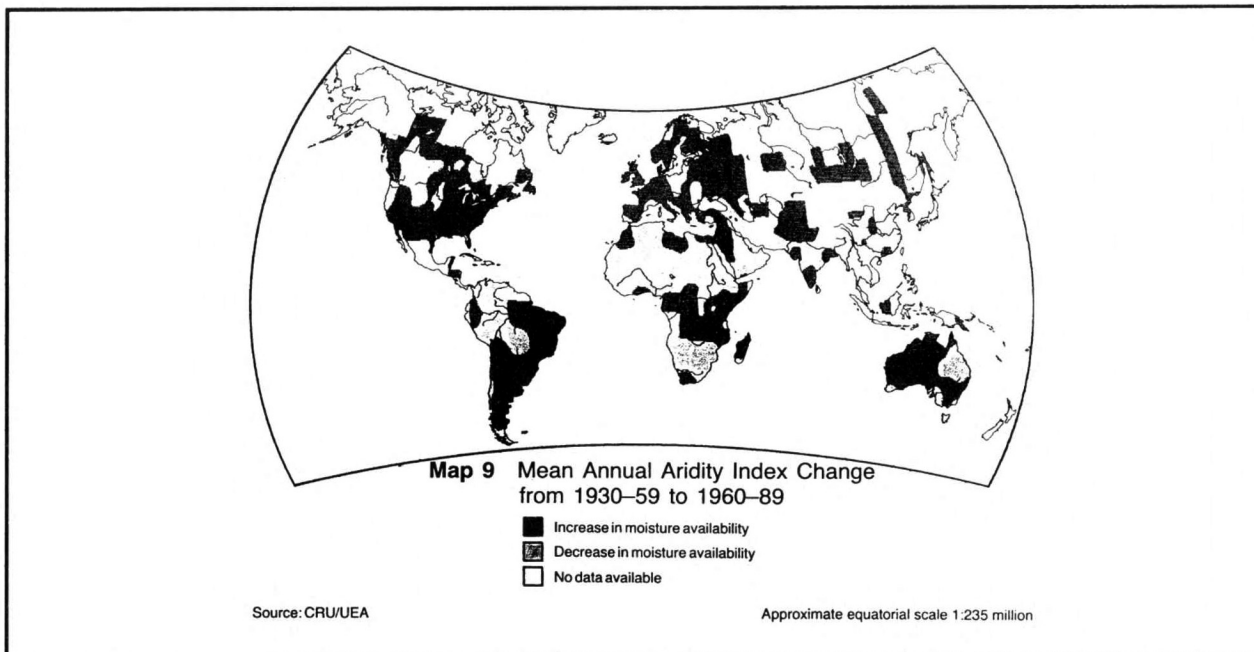 Map 9 Mean Annual Aridity Index Change
from 1930–59 to 1960–89
Increase in moisture availability
Decrease in moisture availability
No data available
Source: CRU/UEA
Approximate equatorial scale 1:235 million